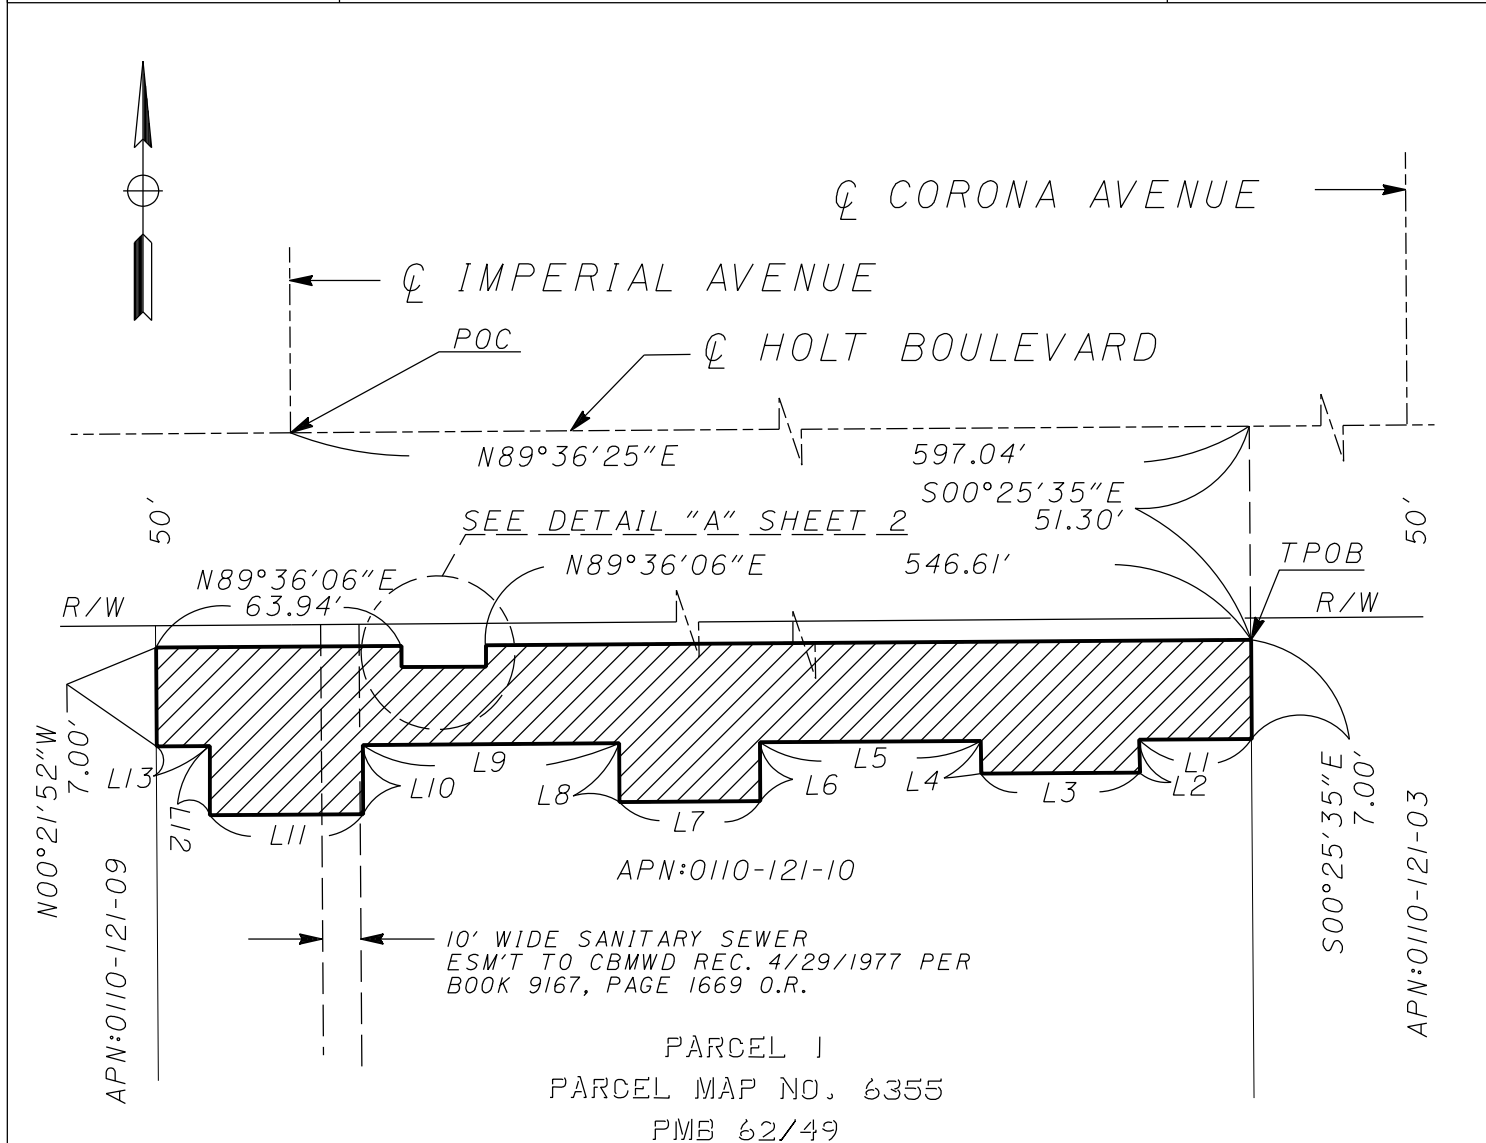 ℄ CORONA AVENUE
℄ IMPERIAL AVENUE
POC
℄ HOLT BOULEVARD
N89°36'25"E
597.04'
S00°25'35"E
51.30'
50'
50'
SEE DETAIL "A" SHEET 2
N89°36'06"E
546.61'
TPOB
N89°36'06"E
63.94'
R/W
R/W
N00°21'52"W
7.00'
L13
L12
L11
L10
L9
L8
L7
L6
L5
L4
L3
L2
L1
S00°25'35"E
7.00'
APN:0110-121-09
APN:0110-121-10
APN:0110-121-03
10' WIDE SANITARY SEWER
ESM'T TO CBMWD REC. 4/29/1977 PER
BOOK 9167, PAGE 1669 O.R.
PARCEL 1
PARCEL MAP NO. 6355
PMB 62/49